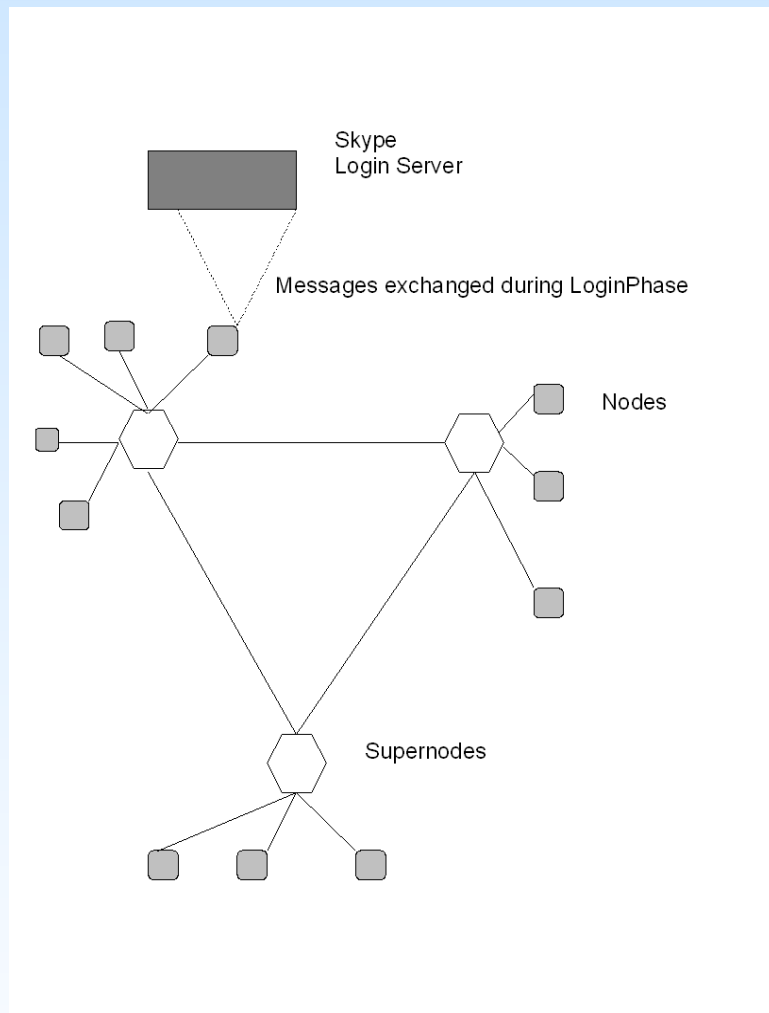 Skype
Login Server
Messages exchanged during LoginPhase
Nodes
Supernodes